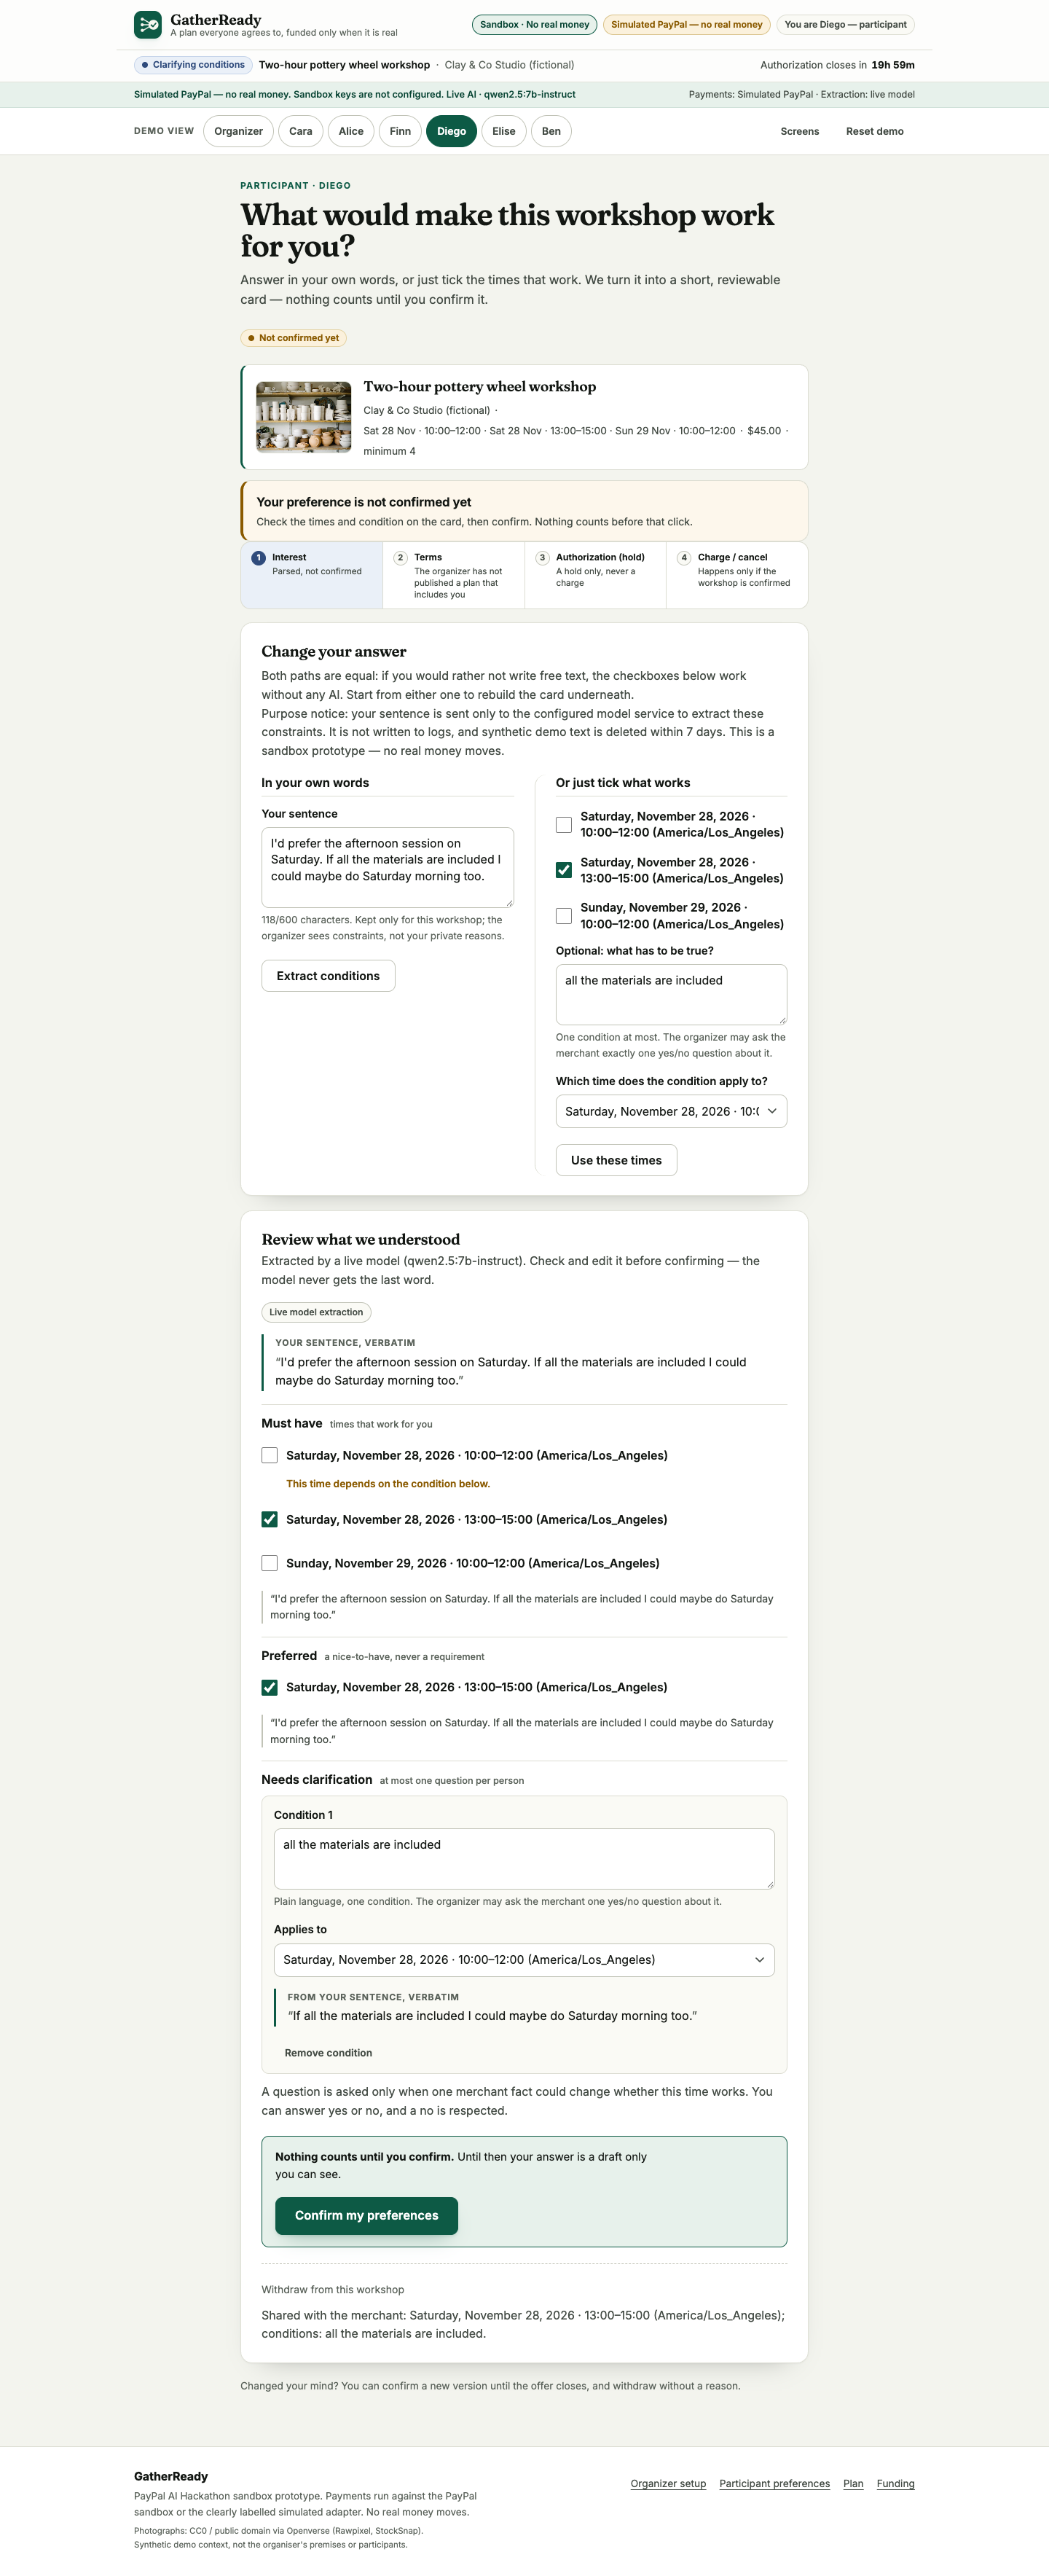 GatherReady
A plan everyone agrees to, funded only when it is real
Sandbox · No real money
Simulated PayPal — no real money
You are Diego — participant
Clarifying conditions
Two-hour pottery wheel workshop · Clay & Co Studio (fictional)
Authorization closes in 19h 59m
Simulated PayPal — no real money. Sandbox keys are not configured. Live AI · qwen2.5:7b-instruct
Payments: Simulated PayPal · Extraction: live model
DEMO VIEW
Organizer
Cara
Alice
Finn
Diego
Elise
Ben
Screens
Reset demo
PARTICIPANT · DIEGO
What would make this workshop work
for you?
Answer in your own words, or just tick the times that work. We turn it into a short, reviewable
card — nothing counts until you confirm it.
Not confirmed yet
Two-hour pottery wheel workshop
Clay & Co Studio (fictional) ·
Sat 28 Nov · 10:00–12:00 · Sat 28 Nov · 13:00–15:00 · Sun 29 Nov · 10:00–12:00 · $45.00 ·
minimum 4
Your preference is not confirmed yet
Check the times and condition on the card, then confirm. Nothing counts before that click.
1
Interest
Parsed, not confirmed
2
Terms
The organizer has not
published a plan that
includes you
3
Authorization (hold)
A hold only, never a
charge
4
Charge / cancel
Happens only if the
workshop is confirmed
Change your answer
Both paths are equal: if you would rather not write free text, the checkboxes below work
without any AI. Start from either one to rebuild the card underneath.
Purpose notice: your sentence is sent only to the configured model service to extract these
constraints. It is not written to logs, and synthetic demo text is deleted within 7 days. This is a
sandbox prototype — no real money moves.
In your own words
Your sentence
I'd prefer the afternoon session on
Saturday. If all the materials are included I
could maybe do Saturday morning too.
118/600 characters. Kept only for this workshop; the
organizer sees constraints, not your private reasons.
Extract conditions
Or just tick what works
Saturday, November 28, 2026 ·
10:00–12:00 (America/Los_Angeles)
Saturday, November 28, 2026 ·
13:00–15:00 (America/Los_Angeles)
Sunday, November 29, 2026 ·
10:00–12:00 (America/Los_Angeles)
Optional: what has to be true?
all the materials are included
One condition at most. The organizer may ask the
merchant exactly one yes/no question about it.
Which time does the condition apply to?
Saturday, November 28, 2026 · 10:0
Use these times
Review what we understood
Extracted by a live model (qwen2.5:7b-instruct). Check and edit it before confirming — the
model never gets the last word.
Live model extraction
YOUR SENTENCE, VERBATIM
“I'd prefer the afternoon session on Saturday. If all the materials are included I could
maybe do Saturday morning too.”
Must have times that work for you
Saturday, November 28, 2026 · 10:00–12:00 (America/Los_Angeles)
This time depends on the condition below.
Saturday, November 28, 2026 · 13:00–15:00 (America/Los_Angeles)
Sunday, November 29, 2026 · 10:00–12:00 (America/Los_Angeles)
“I'd prefer the afternoon session on Saturday. If all the materials are included I could maybe do Saturday
morning too.”
Preferred a nice-to-have, never a requirement
Saturday, November 28, 2026 · 13:00–15:00 (America/Los_Angeles)
“I'd prefer the afternoon session on Saturday. If all the materials are included I could maybe do Saturday
morning too.”
Needs clarification at most one question per person
Condition 1
all the materials are included
Plain language, one condition. The organizer may ask the merchant one yes/no question about it.
Applies to
Saturday, November 28, 2026 · 10:00–12:00 (America/Los_Angeles)
FROM YOUR SENTENCE, VERBATIM
“If all the materials are included I could maybe do Saturday morning too.”
Remove condition
A question is asked only when one merchant fact could change whether this time works. You
can answer yes or no, and a no is respected.
Nothing counts until you confirm. Until then your answer is a draft only
you can see.
Confirm my preferences
Withdraw from this workshop
Shared with the merchant: Saturday, November 28, 2026 · 13:00–15:00 (America/Los_Angeles);
conditions: all the materials are included.
Changed your mind? You can confirm a new version until the offer closes, and withdraw without a reason.
GatherReady
PayPal AI Hackathon sandbox prototype. Payments run against the PayPal
sandbox or the clearly labelled simulated adapter. No real money moves.
Photographs: CC0 / public domain via Openverse (Rawpixel, StockSnap).
Synthetic demo context, not the organiser's premises or participants.
Organizer setup
Participant preferences
Plan
Funding